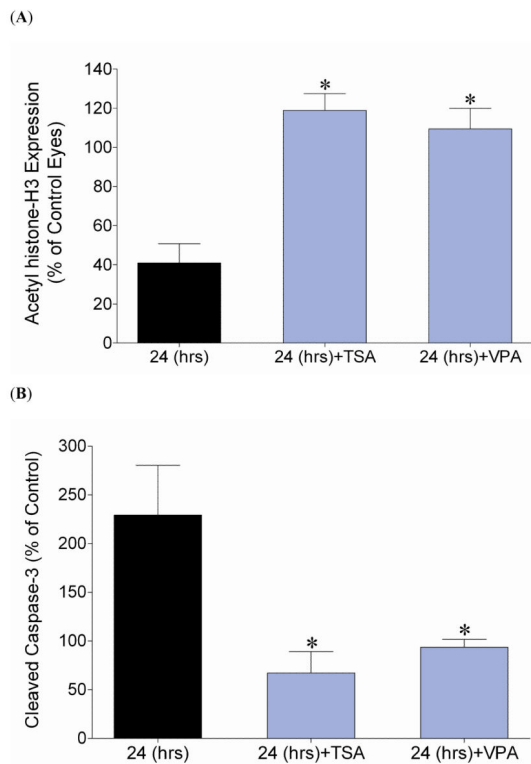 (A)
Acetyl histone-H3 Expression
(% of Control Eyes)
140
120
100
80
60
40
20
0
*
*
24 (hrs)
24 (hrs)+TSA
24 (hrs)+VPA
(B)
Cleaved Caspase-3 (% of Control)
300
250
200
150
100
50
0
*
*
24 (hrs)
24 (hrs)+TSA
24 (hrs)+VPA